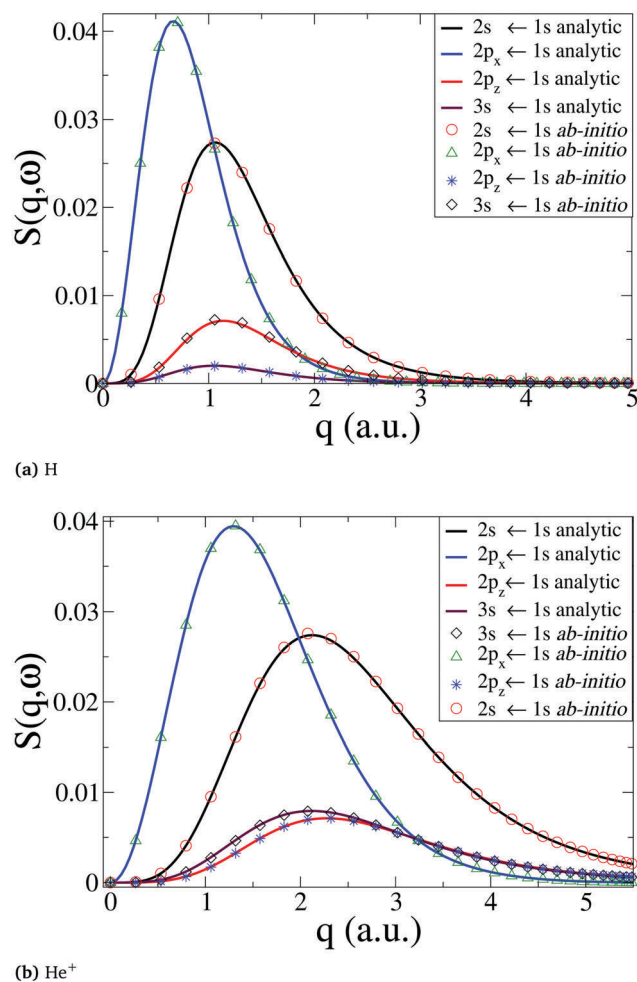 0.04
0.03
0.02
0.01
0
S(q,ω)
2s ← 1s analytic
2pₓ ← 1s analytic
2p_z ← 1s analytic
3s ← 1s analytic
2s ← 1s ab-initio
2pₓ ← 1s ab-initio
2p_z ← 1s ab-initio
3s ← 1s ab-initio
0 1 2 3 4 5
q (a.u.)
(a) H
0.04
0.03
0.02
0.01
0
S(q,ω)
2s ← 1s analytic
2pₓ ← 1s analytic
2p_z ← 1s analytic
3s ← 1s analytic
3s ← 1s ab-initio
2pₓ ← 1s ab-initio
2p_z ← 1s ab-initio
2s ← 1s ab-initio
0 1 2 3 4 5
q (a.u.)
(b) He⁺